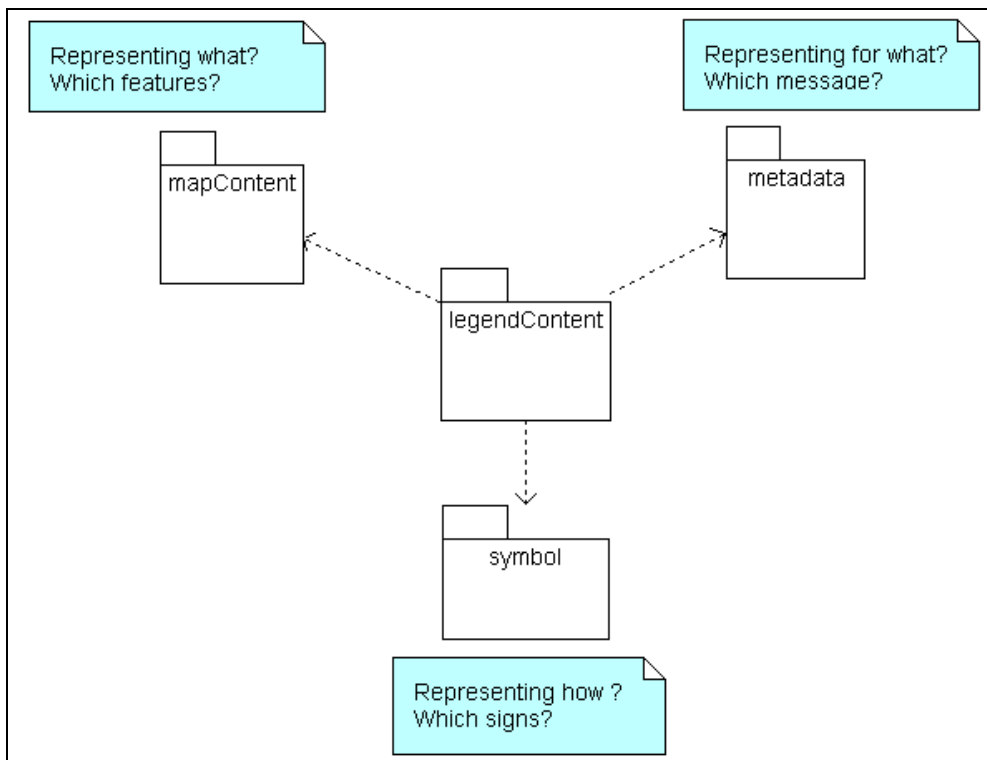 Representing what?
Which features?
Representing for what?
Which message?
mapContent
metadata
legendContent
symbol
Representing how ?
Which signs?